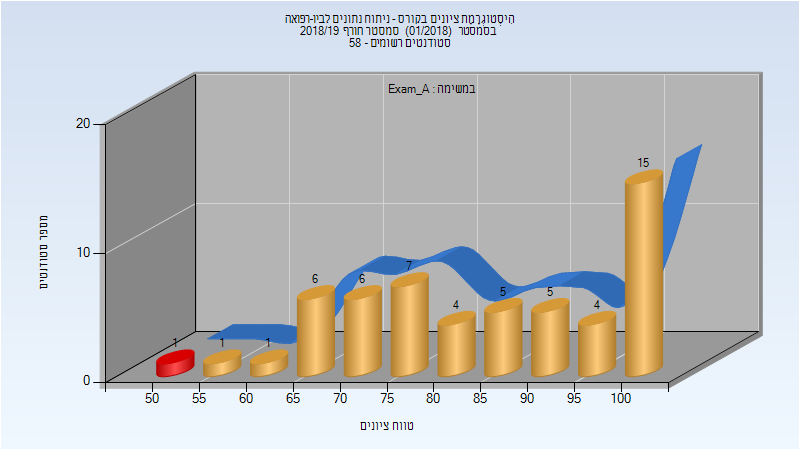 היסטוגרמת ציונים בקורס - ניתוח נתונים לביו-רפואה
בסמסטר (01/2018) סמסטר חורף 2018/19
סטודנטים רשומים - 58
במשימה : Exam_A
מספר סטודנטים
20
10
0
1
1
1
6
6
7
4
5
5
4
15
50 55 60 65 70 75 80 85 90 95 100
טווח ציונים